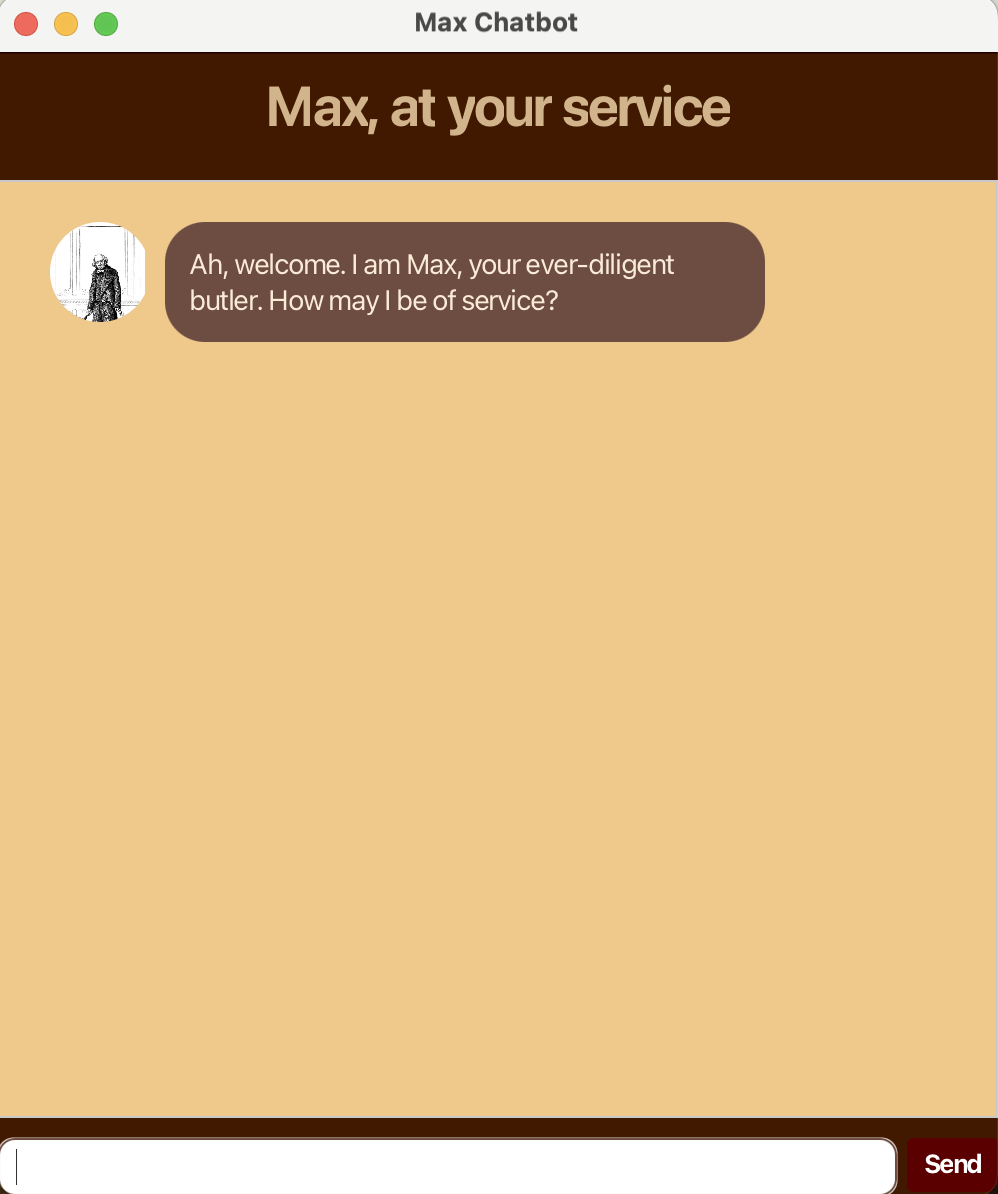 Max Chatbot
Max, at your service
Ah, welcome. I am Max, your ever-diligent
butler. How may I be of service?
Send